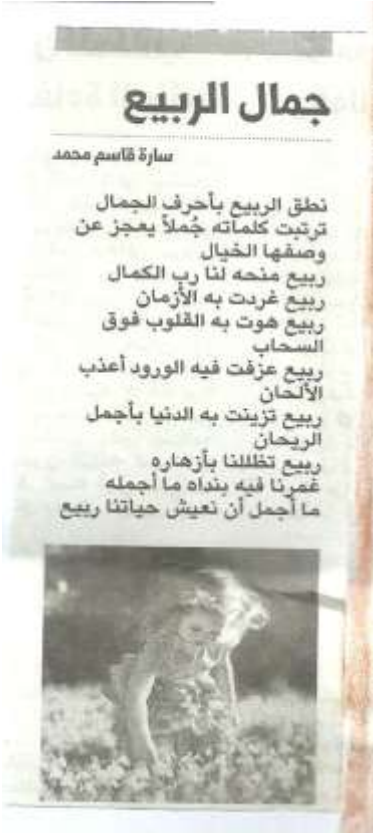 جمال الربيع
سارة قاسم محمد
نطق الربيع بأحرف الجمال
ترتبت كلماته جُملاً يعجز عن
وصفها الخيال
ربيع منحه لنا رب الكمال
ربيع غردت به الأزمان
ربيع هوت به القلوب فوق
السحاب
ربيع عزفت فيه الورود أعذب
الألحان
ربيع تزينت به الدنيا بأجمل
الريحان
ربيع تظللنا بأزهاره
غمرنا فيه بنداه ما أجمله
ما أجمل أن نعيش حياتنا ربيع